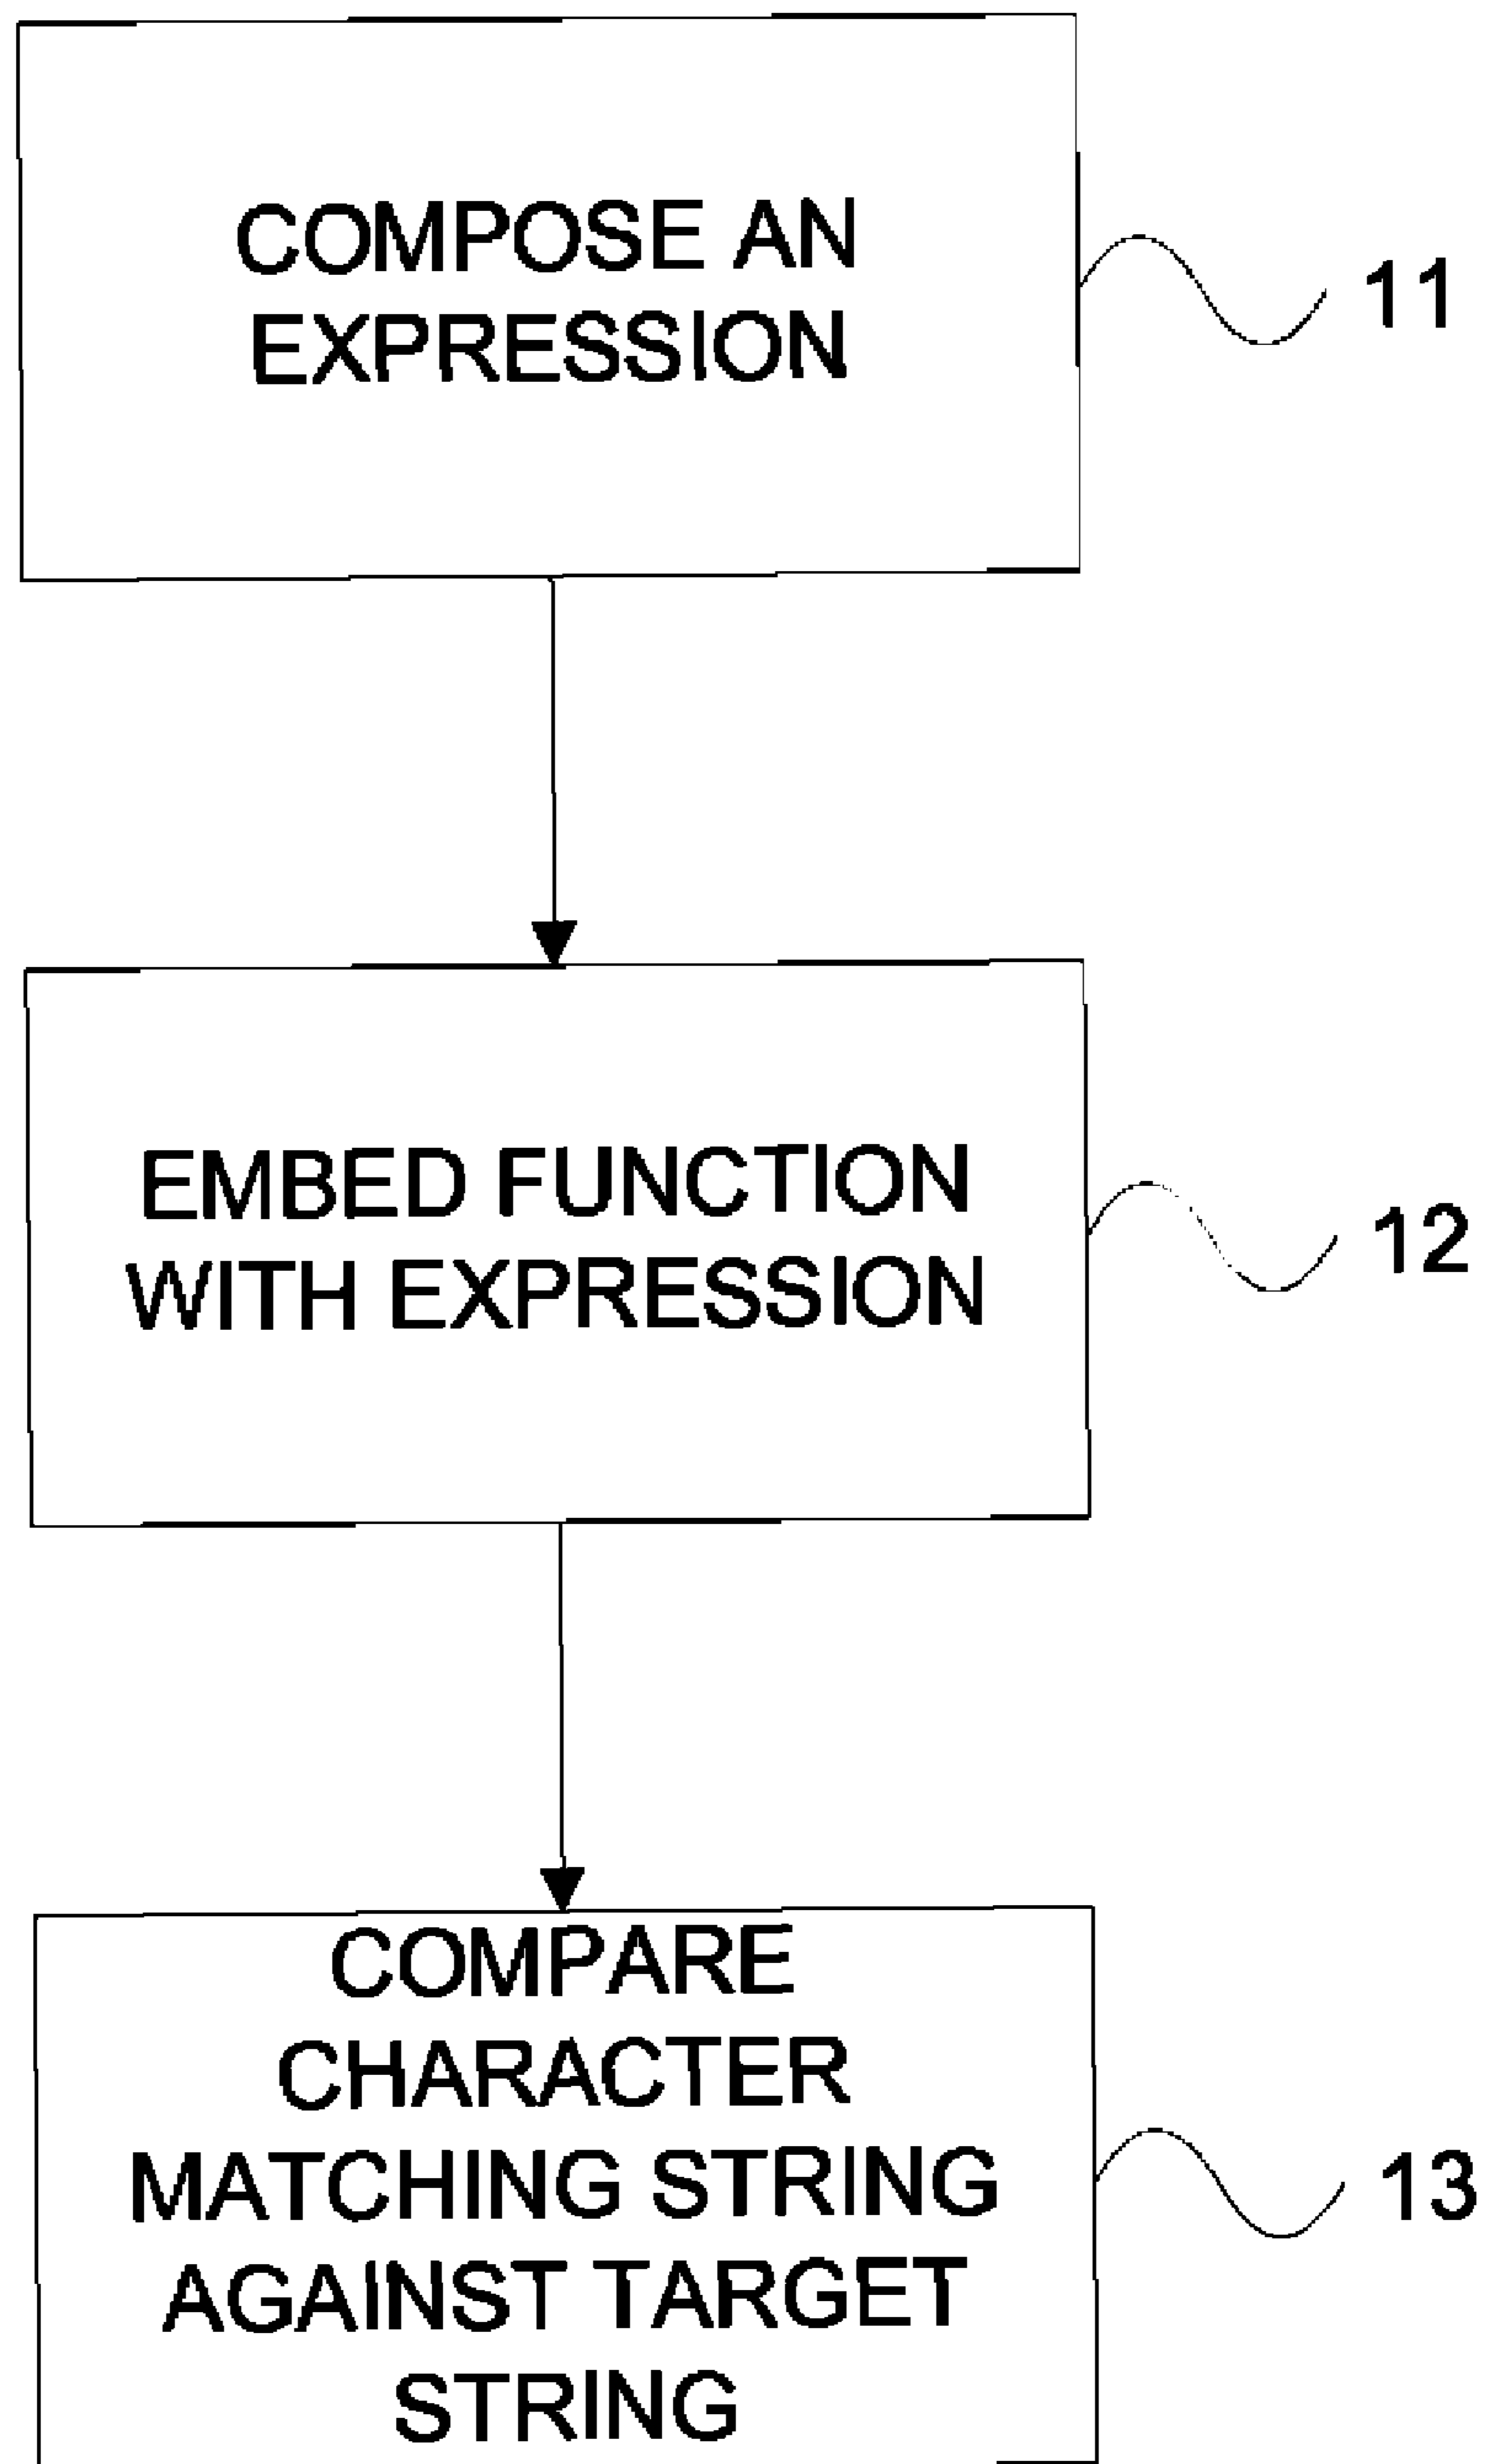 COMPOSE AN
EXPRESSION
11
EMBED FUNCTION
WITH EXPRESSION
12
COMPARE
CHARACTER
MATCHING STRING
AGAINST TARGET
STRING
13